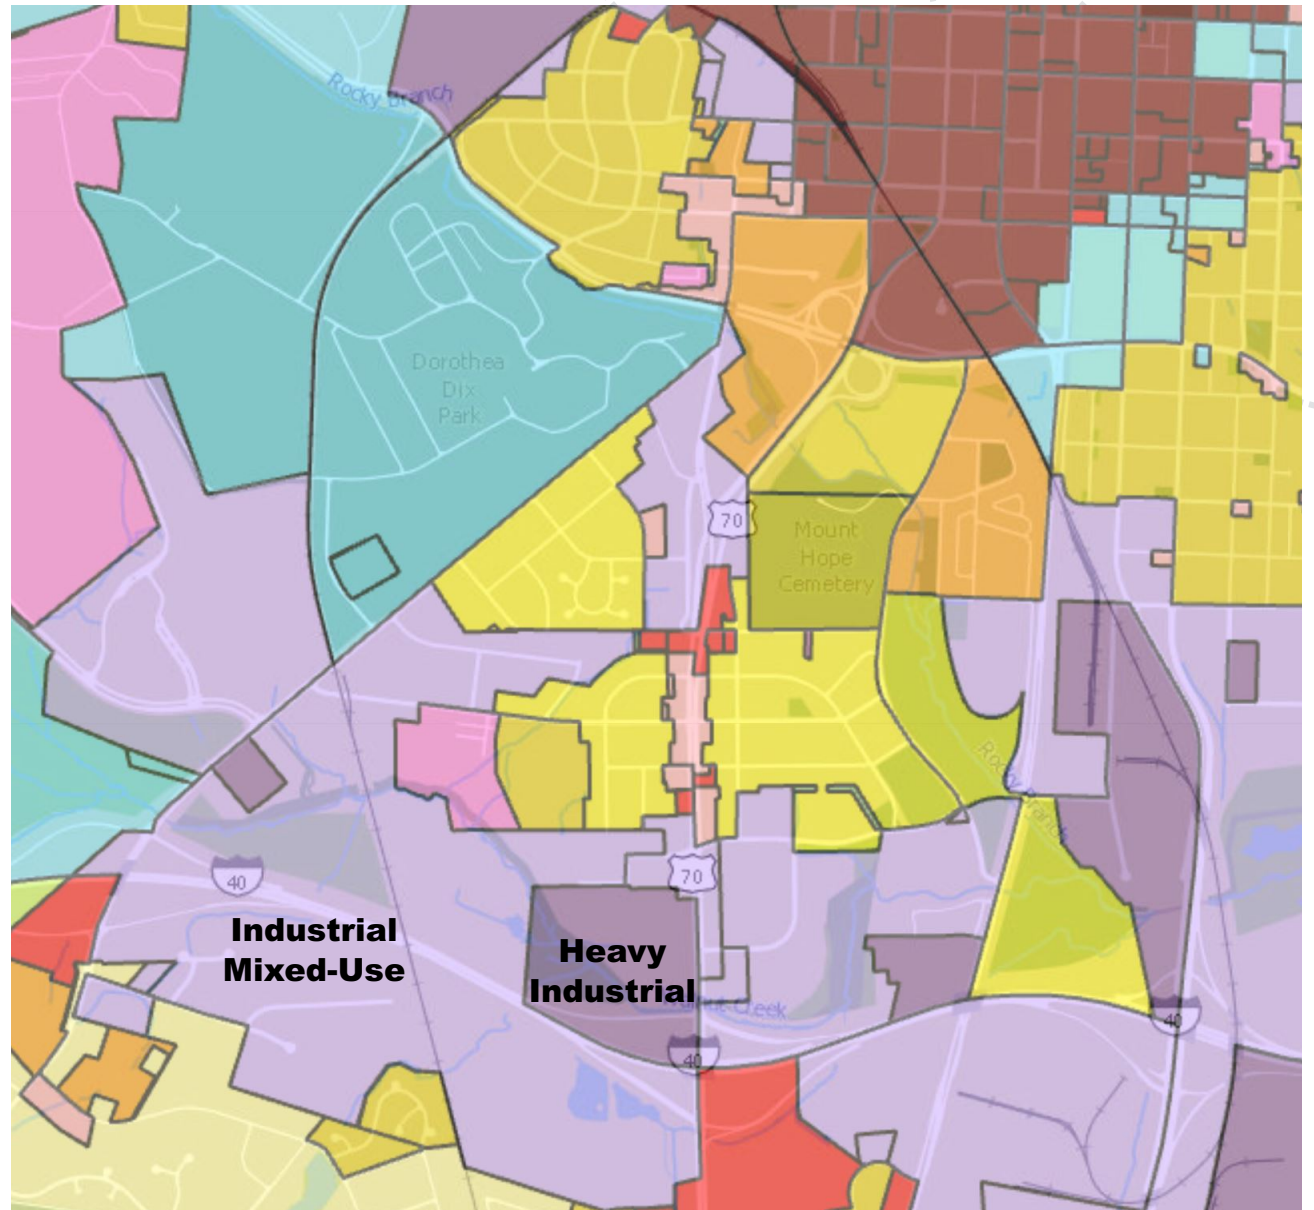 Rocky Branch
Dorothea
Dix
Park
70
Mount
Hope
Cemetery
Rocky Branch
70
40
Industrial
Mixed-Use
Heavy
Industrial
Creek
40
40